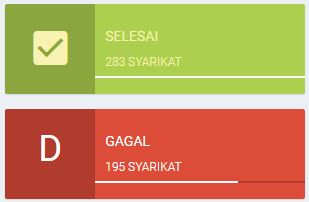 SELESAI
283 SYARIKAT
D
GAGAL
195 SYARIKAT